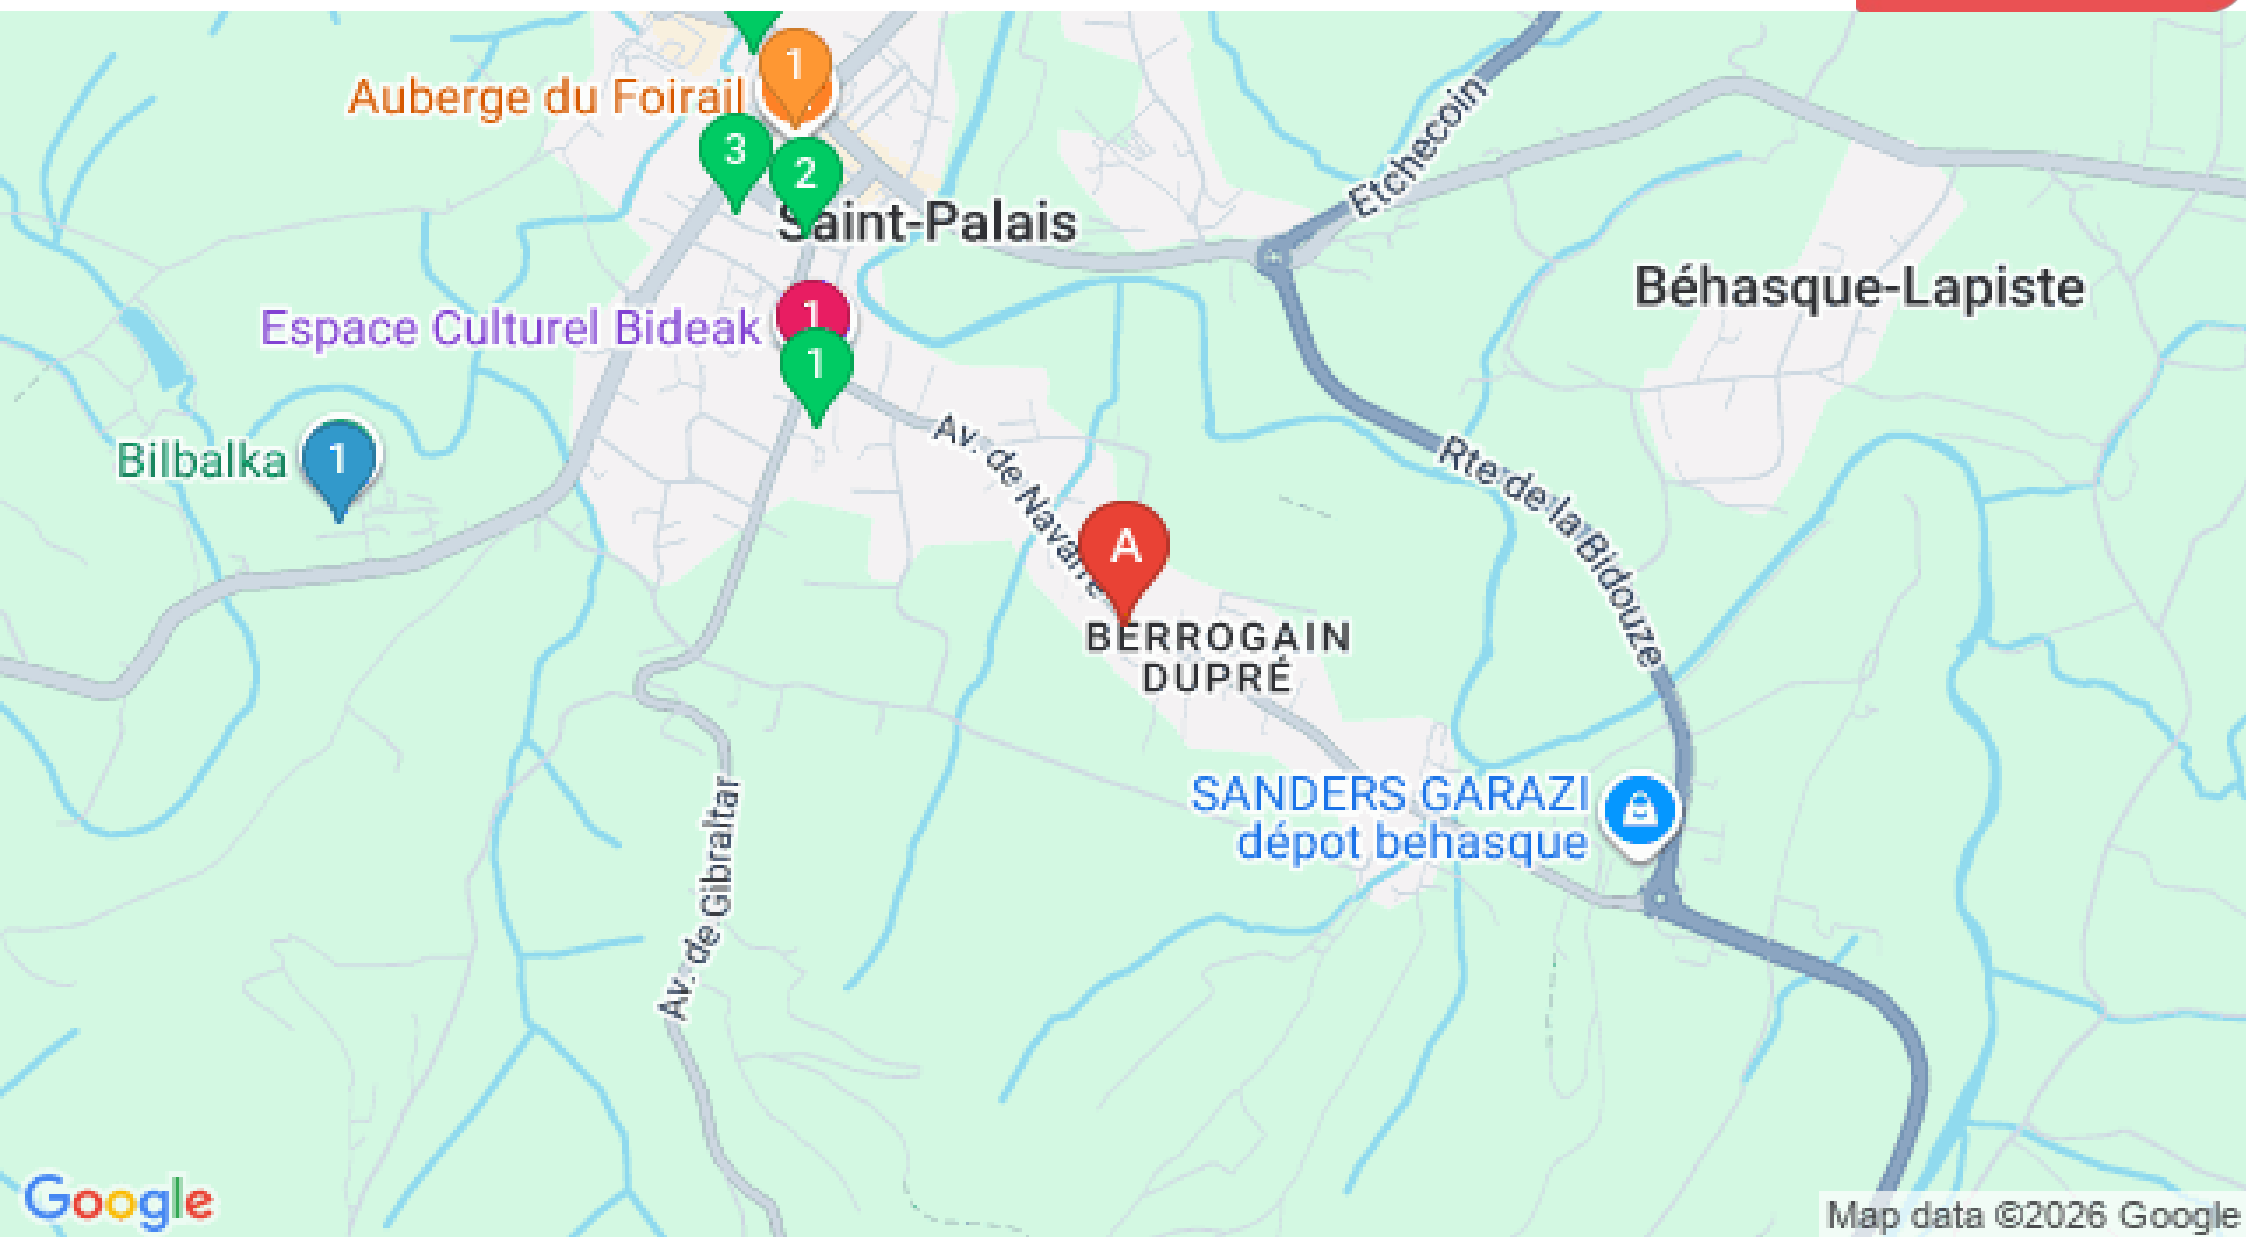 1
Auberge du Foirail
3
2
Saint-Palais
Etchecoin
Béhasque-Lapiste
1
Espace Culturel Bideak
1
Av. de Navarre
Bilbalka
1
Rte de la Bidouze
A
BERROGAIN
DUPRÉ
SANDERS GARAZI
dépot behasque
Av. de Gibraltar
Google
Map data ©2026 Google